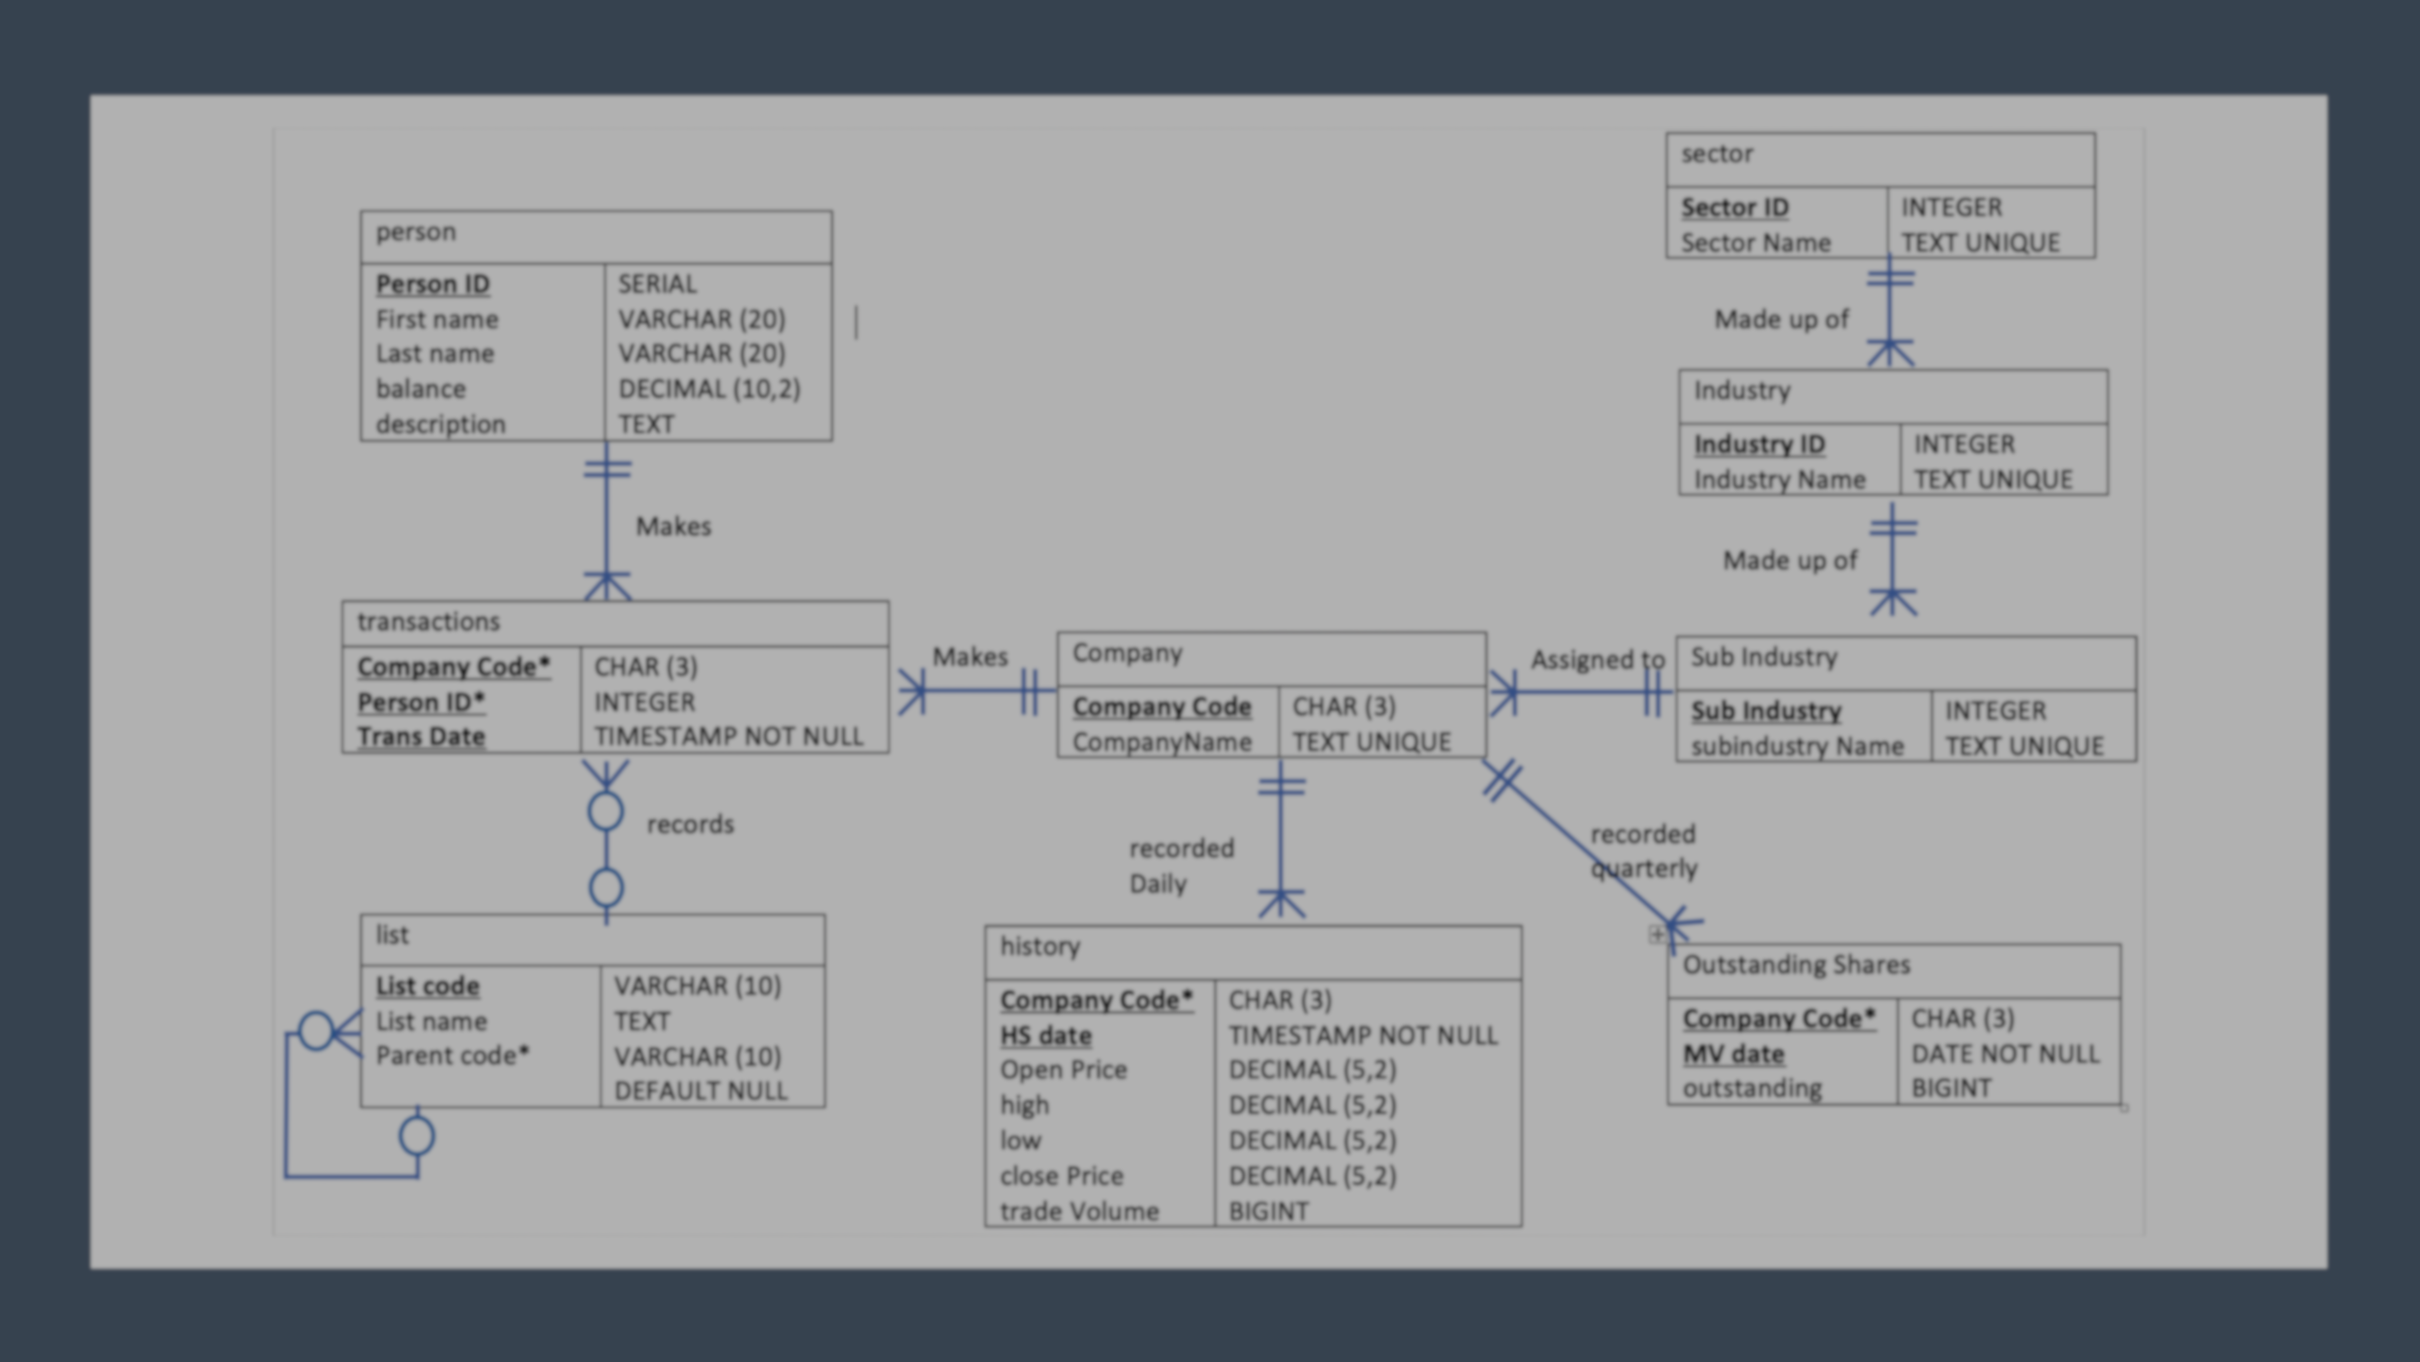 sector
Sector ID INTEGER
Sector Name TEXT UNIQUE
person
Person ID SERIAL
First name VARCHAR (20)
Last name VARCHAR (20)
balance DECIMAL (10,2)
description TEXT
Made up of
Industry
Industry ID INTEGER
Industry Name TEXT UNIQUE
Makes
Made up of
transactions
Company Code* CHAR (3)
Person ID* INTEGER
Trans Date TIMESTAMP NOT NULL
Makes
Company
Company Code CHAR (3)
CompanyName TEXT UNIQUE
Assigned to
Sub Industry
Sub Industry INTEGER
subindustry Name TEXT UNIQUE
records
recorded
Daily
recorded
quarterly
list
List code VARCHAR (10)
List name TEXT
Parent code* VARCHAR (10)
DEFAULT NULL
history
Company Code* CHAR (3)
HS date TIMESTAMP NOT NULL
Open Price DECIMAL (5,2)
high DECIMAL (5,2)
low DECIMAL (5,2)
close Price DECIMAL (5,2)
trade Volume BIGINT
Outstanding Shares
Company Code* CHAR (3)
MV date DATE NOT NULL
outstanding BIGINT